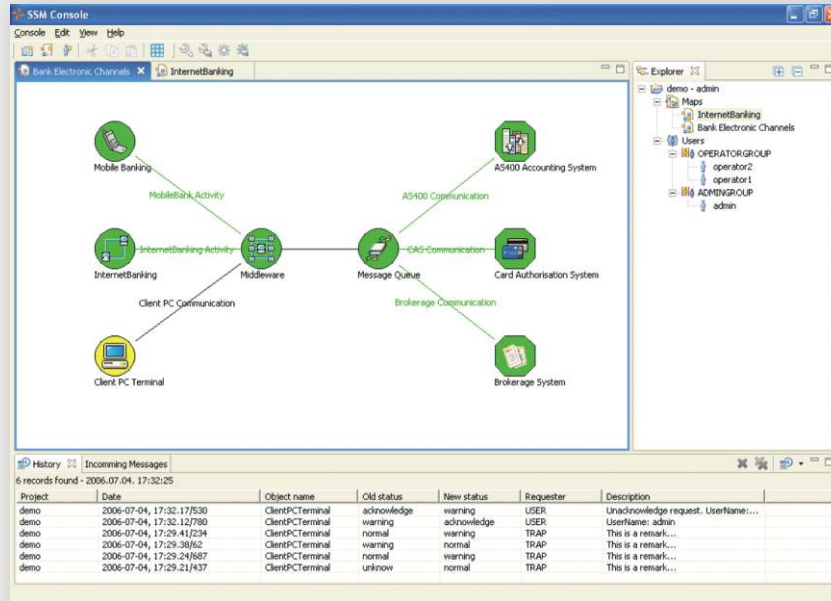 SSM Console
Console Edit View Help
Bank Electronic Channels
InternetBanking
Mobile Banking
MobileBank Activity
InternetBanking
InternetBanking Activity
Middleware
Client PC Communication
Client PC Terminal
Message Queue
AS400 Communication
AS400 Accounting System
CAS Communication
Card Authorisation System
Brokerage Communication
Brokerage System
Explorer
demo - admin
Maps
InternetBanking
Bank Electronic Channels
Users
OPERATORGROUP
operator2
operator1
ADMINGROUP
admin
History
Incomming Messages
6 records found - 2006.07.04. 17:32:25
Project Date Object name Old status New status Requester Description
demo 2006-07-04, 17:32.17/530 ClientPCTerminal acknowledge warning USER Unacknowledge request. UserName:...
demo 2006-07-04, 17:32.12/780 ClientPCTerminal warning acknowledge USER UserName: admin
demo 2006-07-04, 17:29.41/234 ClientPCTerminal normal warning TRAP This is a remark...
demo 2006-07-04, 17:29.38/62 ClientPCTerminal warning normal TRAP This is a remark...
demo 2006-07-04, 17:29.24/687 ClientPCTerminal normal warning TRAP This is a remark...
demo 2006-07-04, 17:29.21/437 ClientPCTerminal unknow normal TRAP This is a remark...